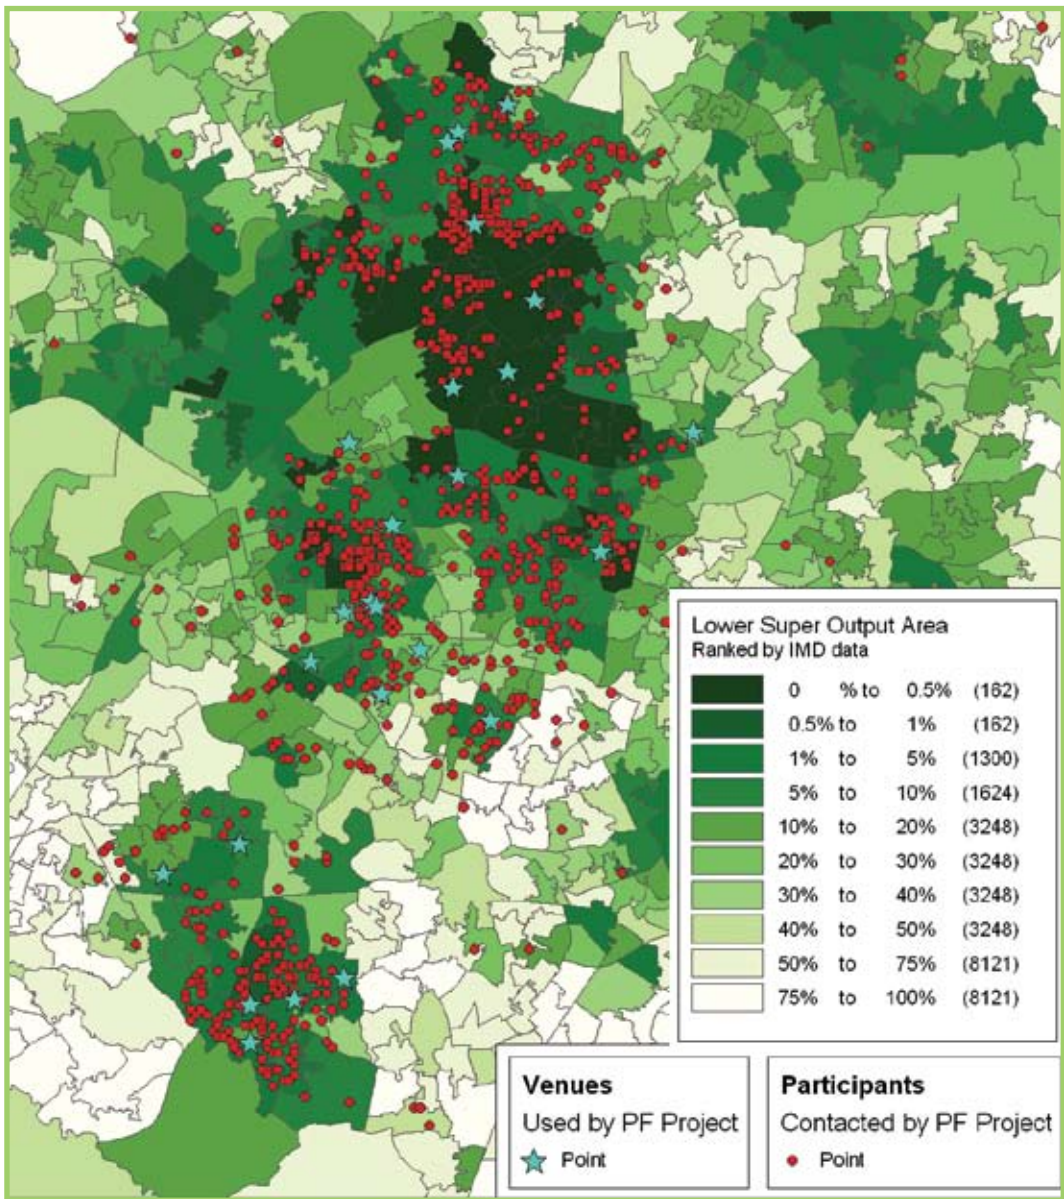 Lower Super Output Area
Ranked by IMD data
0 % to 0.5% (162)
0.5% to 1% (162)
1% to 5% (1300)
5% to 10% (1624)
10% to 20% (3248)
20% to 30% (3248)
30% to 40% (3248)
40% to 50% (3248)
50% to 75% (8121)
75% to 100% (8121)
Venues
Used by PF Project
Point
Participants
Contacted by PF Project
Point